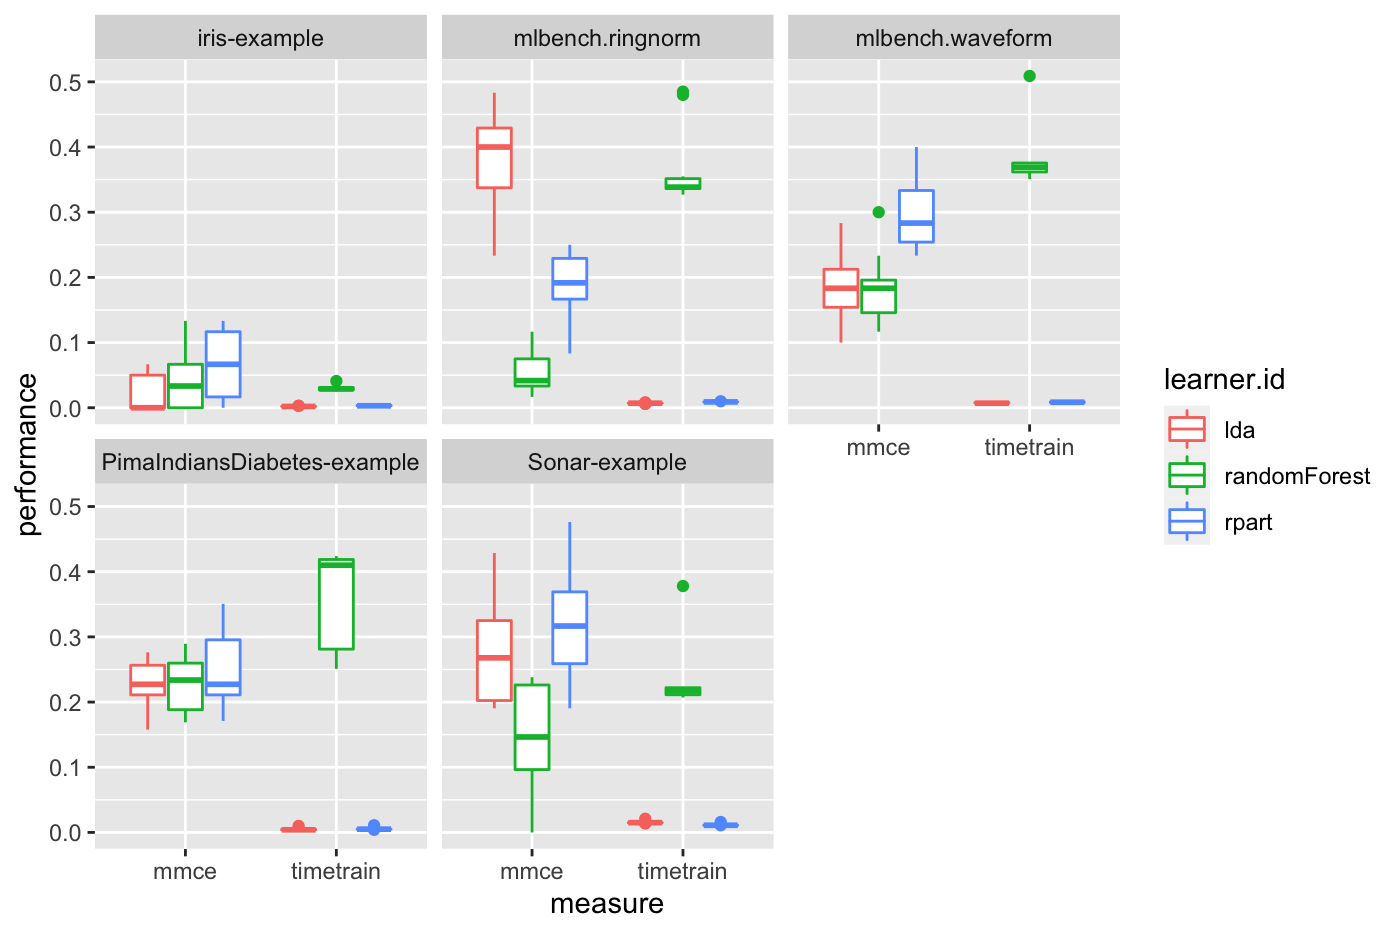 iris-example
mlbench.ringnorm
mlbench.waveform
0.5
0.4
0.3
0.2
0.1
0.0
mmce
timetrain
PimaIndiansDiabetes-example
Sonar-example
0.5
0.4
0.3
0.2
0.1
0.0
mmce
timetrain
mmce
timetrain
measure
performance
learner.id
lda
randomForest
rpart